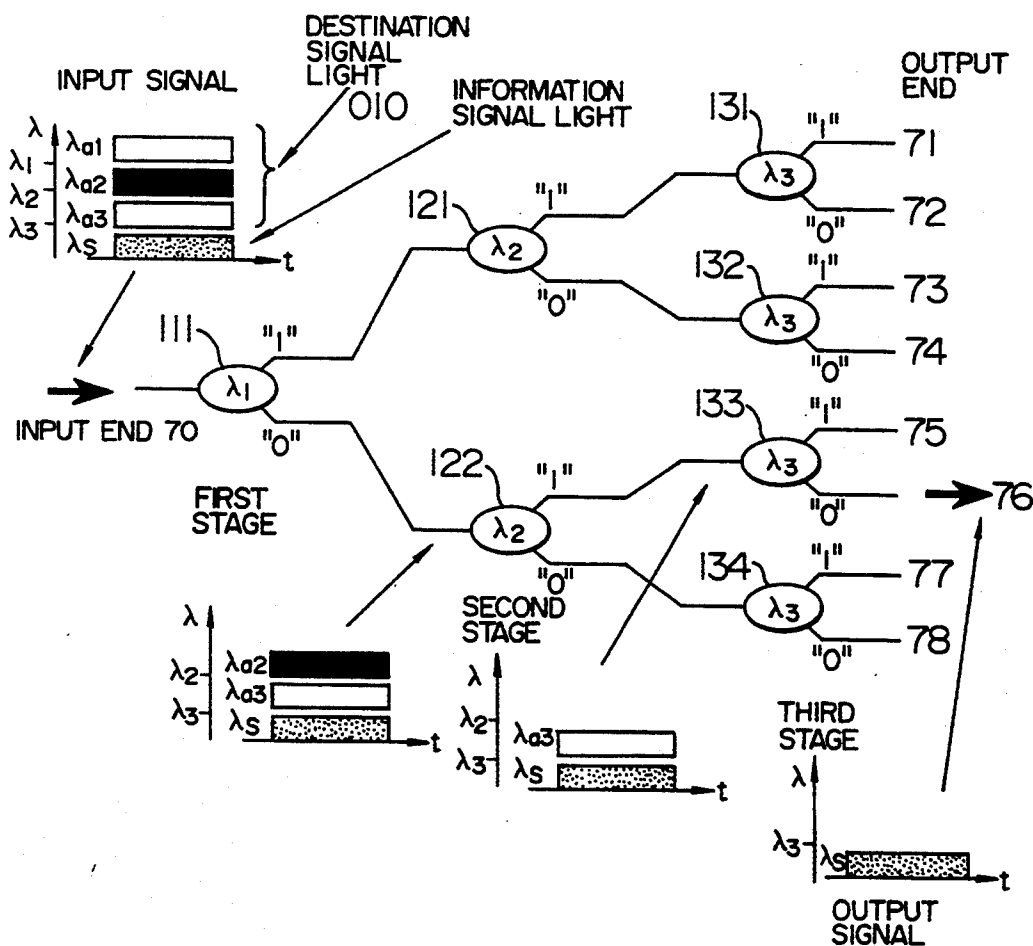 DESTINATION
SIGNAL
LIGHT
010
INPUT SIGNAL
INFORMATION
SIGNAL LIGHT
OUTPUT
END
λ
λa1
λ1
λa2
λ2
λa3
λ3
λs
t
131
"1"
71
λ3
"0"
72
121
"1"
λ2
"0"
132
"1"
73
λ3
"0"
74
111
"1"
λ1
"0"
INPUT END 70
133
"1"
75
λ3
"0"
76
122
"1"
λ2
"0"
134
"1"
77
λ3
"0"
78
FIRST
STAGE
λ
λa2
λ2
λa3
λ3
λs
t
SECOND
STAGE
λ
λ2
λa3
λ3
λs
t
THIRD
STAGE
λ
λ3
λs
t
OUTPUT
SIGNAL